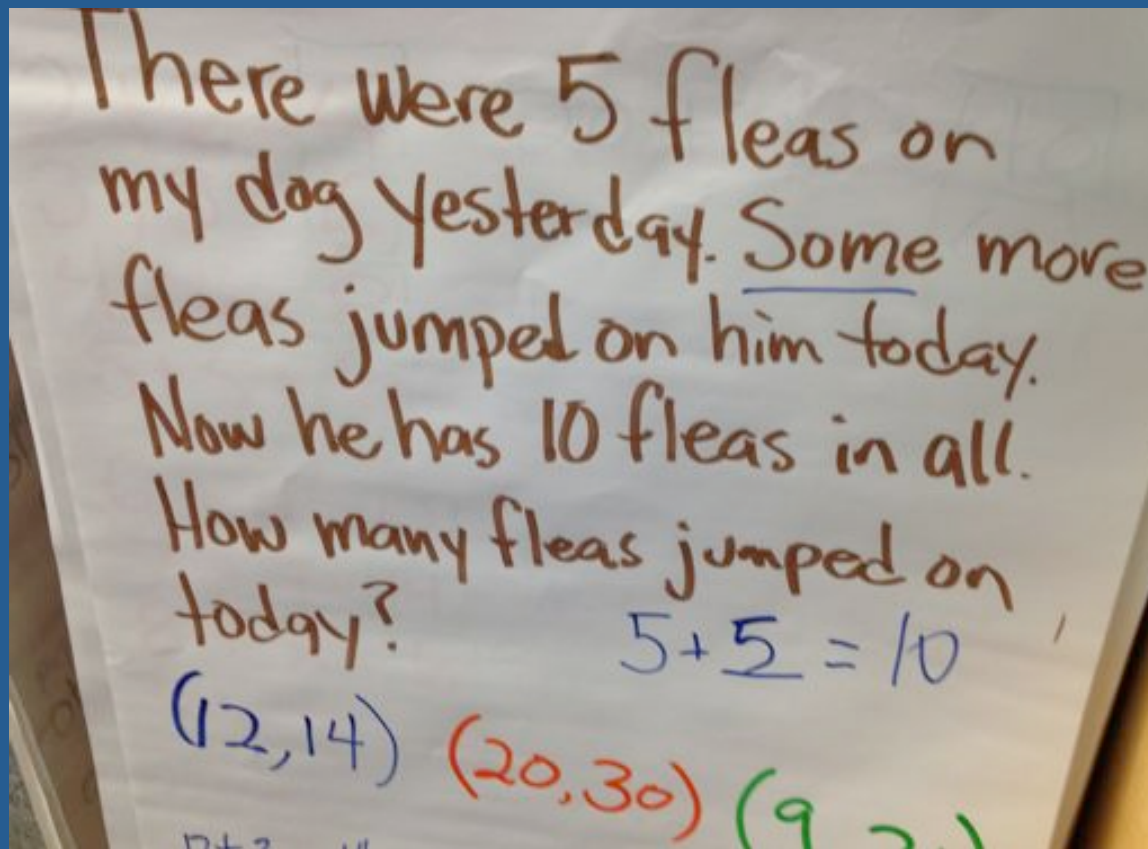 There were 5 fleas on
my dog yesterday. Some more
fleas jumped on him today.
Now he has 10 fleas in all.
How many fleas jumped on
today?
5+5=10
(12,14) (20,30) (9